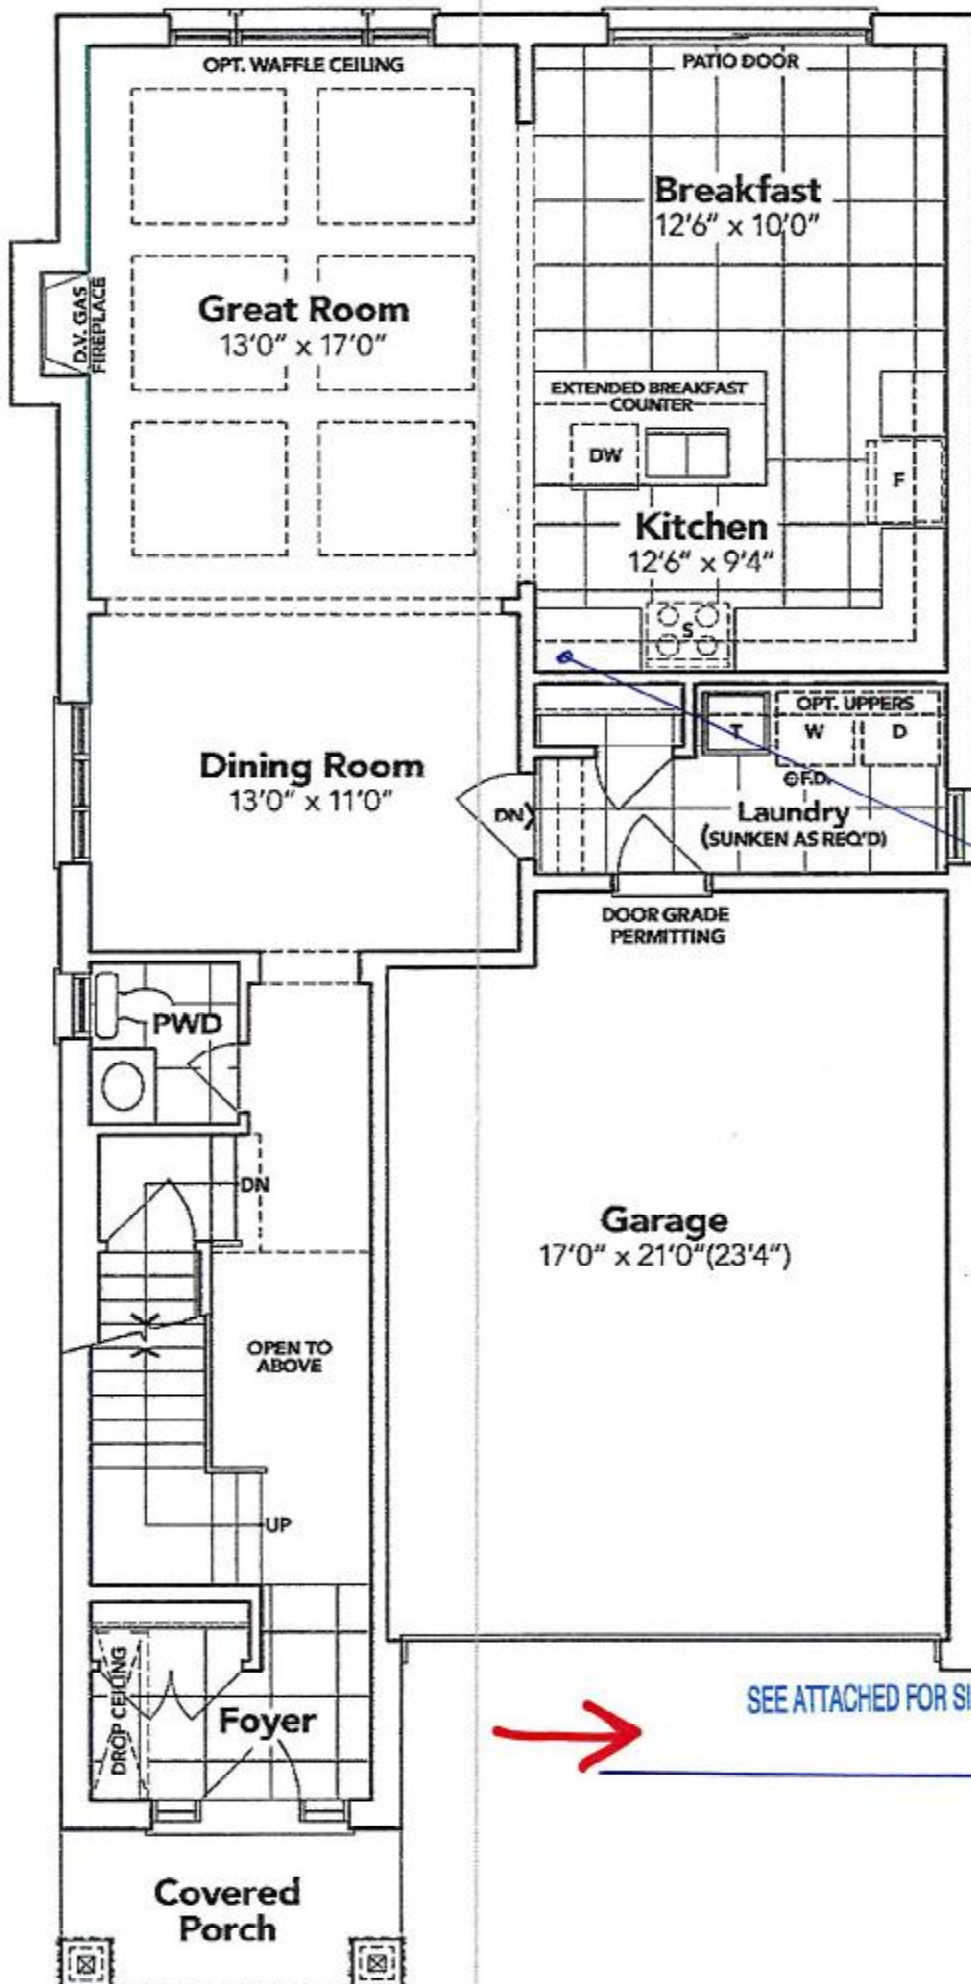 OPT. WAFFLE CEILING
PATIO DOOR
Breakfast
12'6" x 10'0"
D.V. GAS
FIREPLACE
Great Room
13'0" x 17'0"
EXTENDED BREAKFAST
COUNTER
DW
F
Kitchen
12'6" x 9'4"
S
OPT. UPPERS
T
W
D
F.D.
Dining Room
13'0" x 11'0"
DN
Laundry
(SUNKEN AS REQ'D)
DOOR GRADE
PERMITTING
PWD
DN
Garage
17'0" x 21'0"(23'4")
OPEN TO
ABOVE
UP
DROP CEILING
Foyer
SEE ATTACHED FOR
Covered
Porch